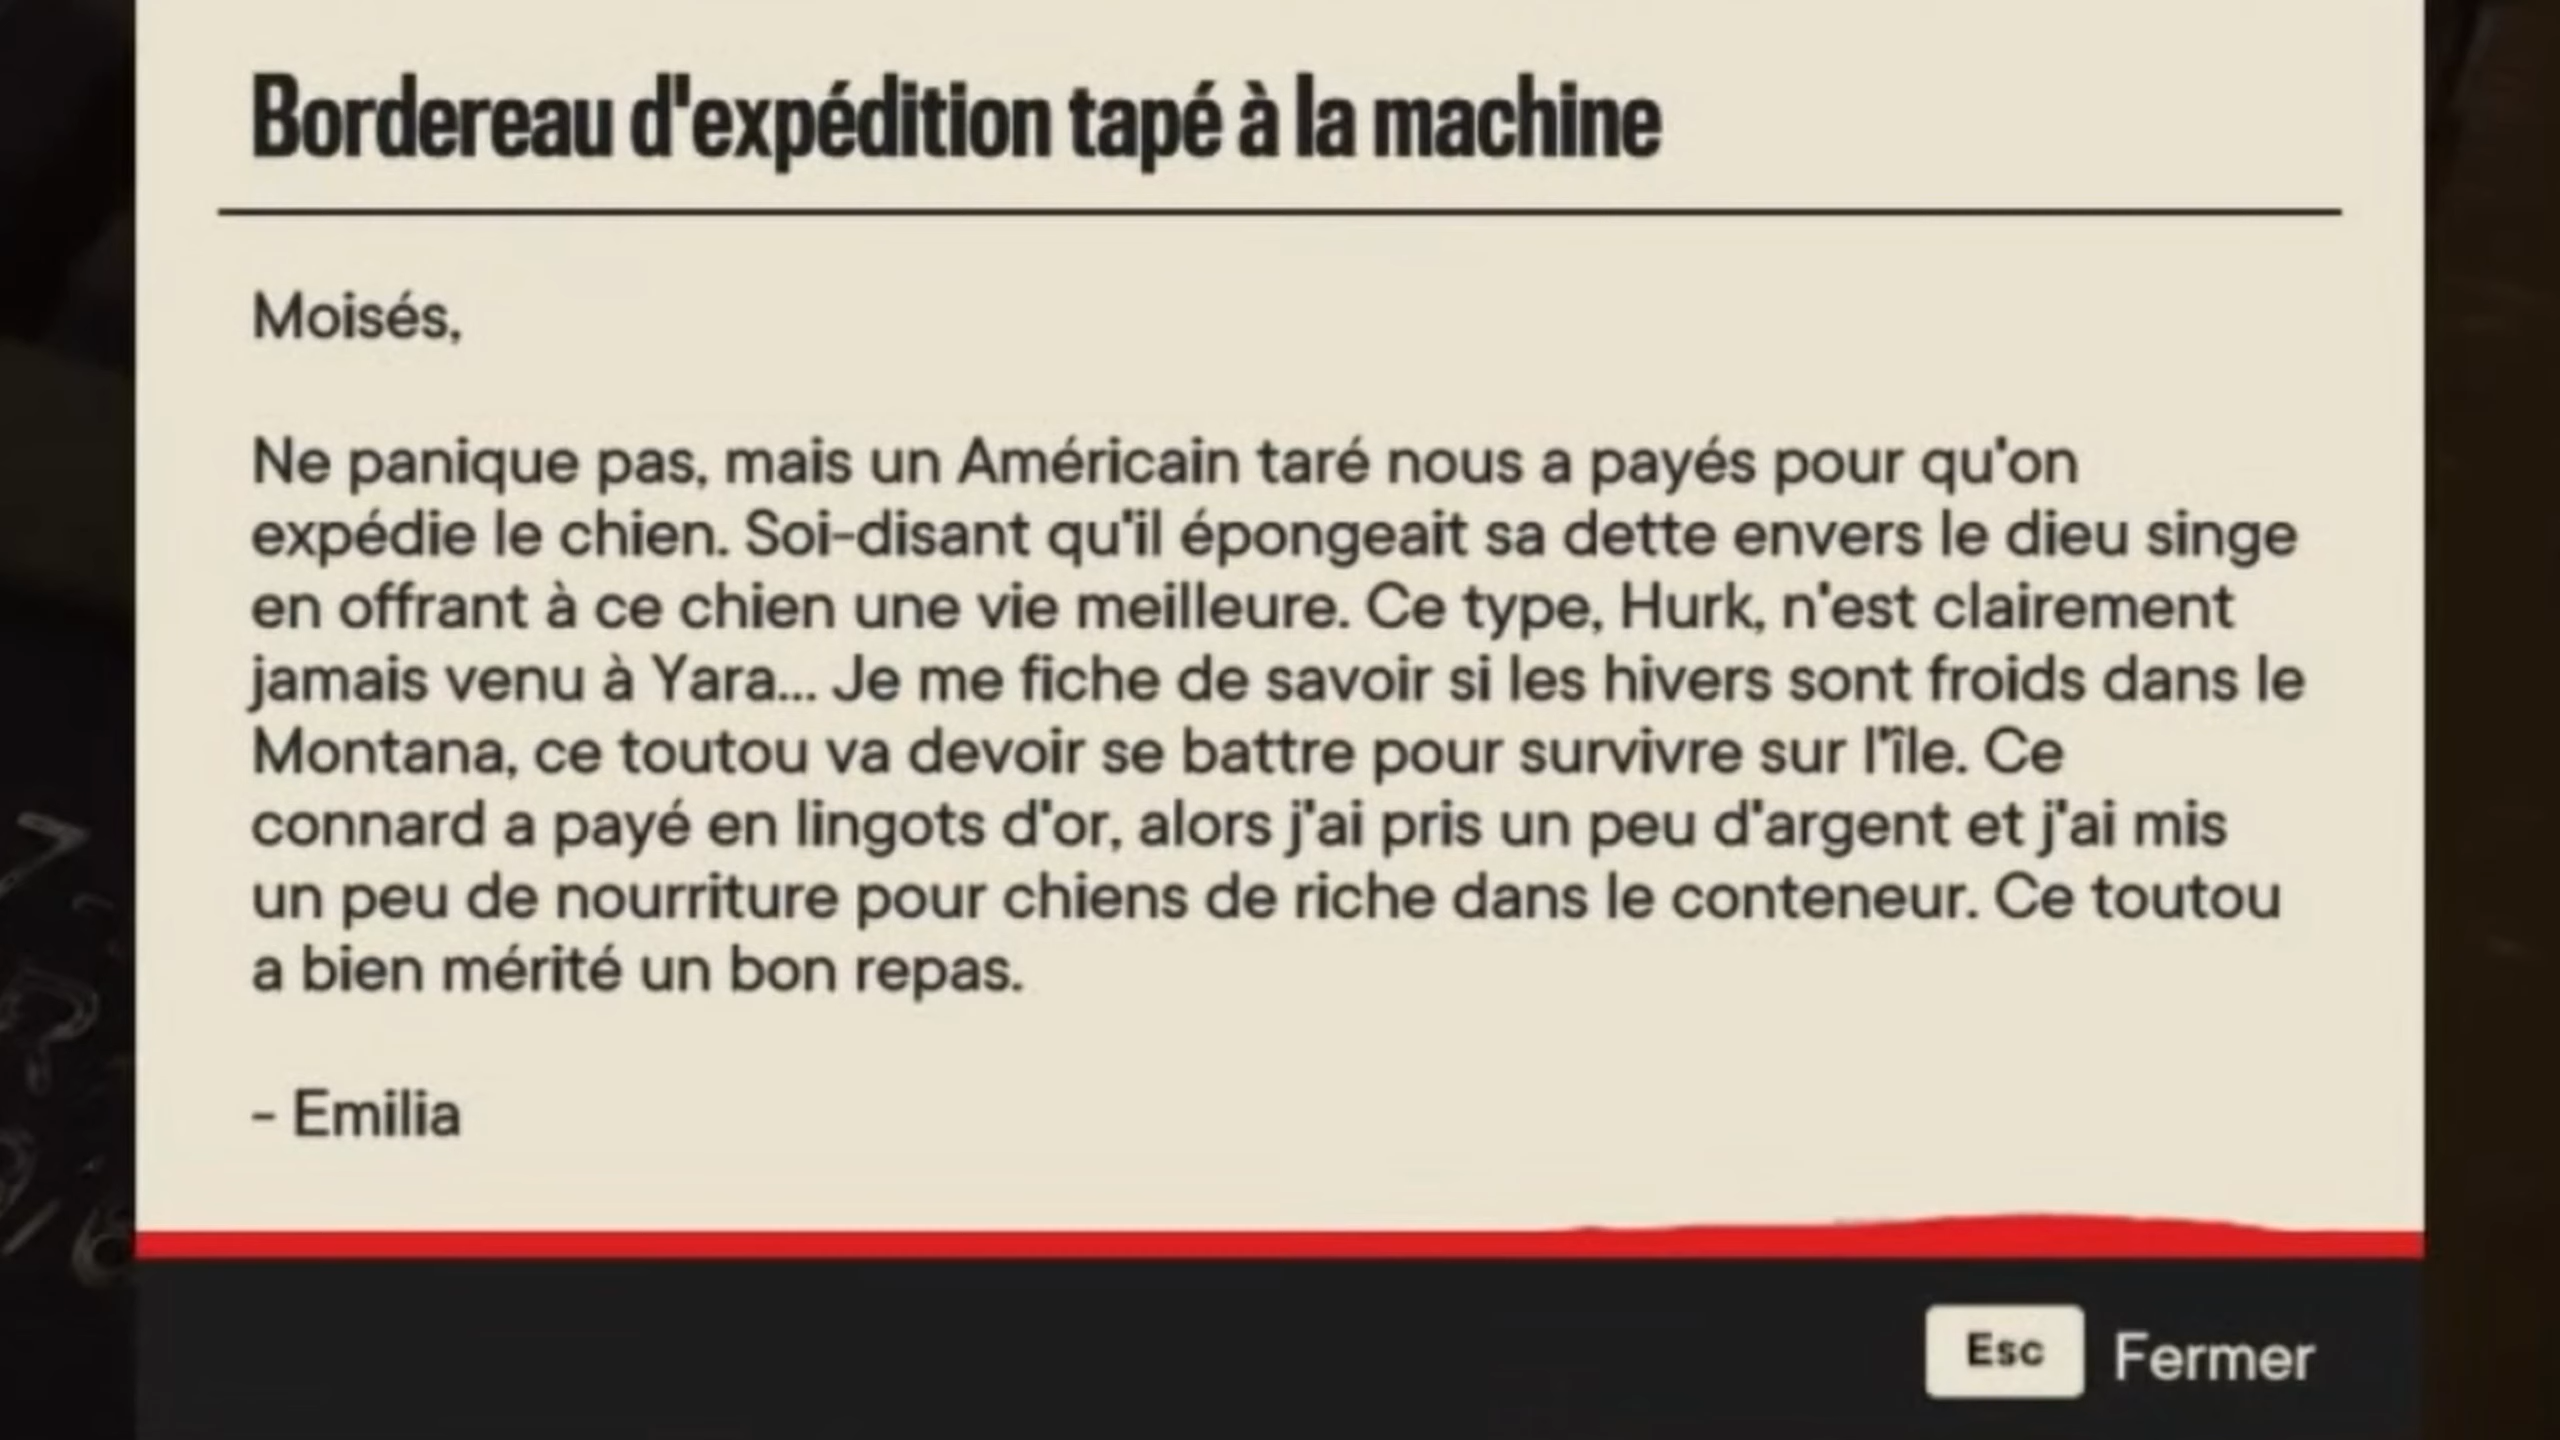 Bordereau d'expédition tapé à la machine
Moisés,
Ne panique pas, mais un Américain taré nous a payés pour qu'on
expédie le chien. Soi-disant qu'il épongeait sa dette envers le dieu singe
en offrant à ce chien une vie meilleure. Ce type, Hurk, n'est clairement
jamais venu à Yara... Je me fiche de savoir si les hivers sont froids dans le
Montana, ce toutou va devoir se battre pour survivre sur l'île. Ce
connard a payé en lingots d'or, alors j'ai pris un peu d'argent et j'ai mis
un peu de nourriture pour chiens de riche dans le conteneur. Ce toutou
a bien mérité un bon repas.
- Emilia
Esc Fermer